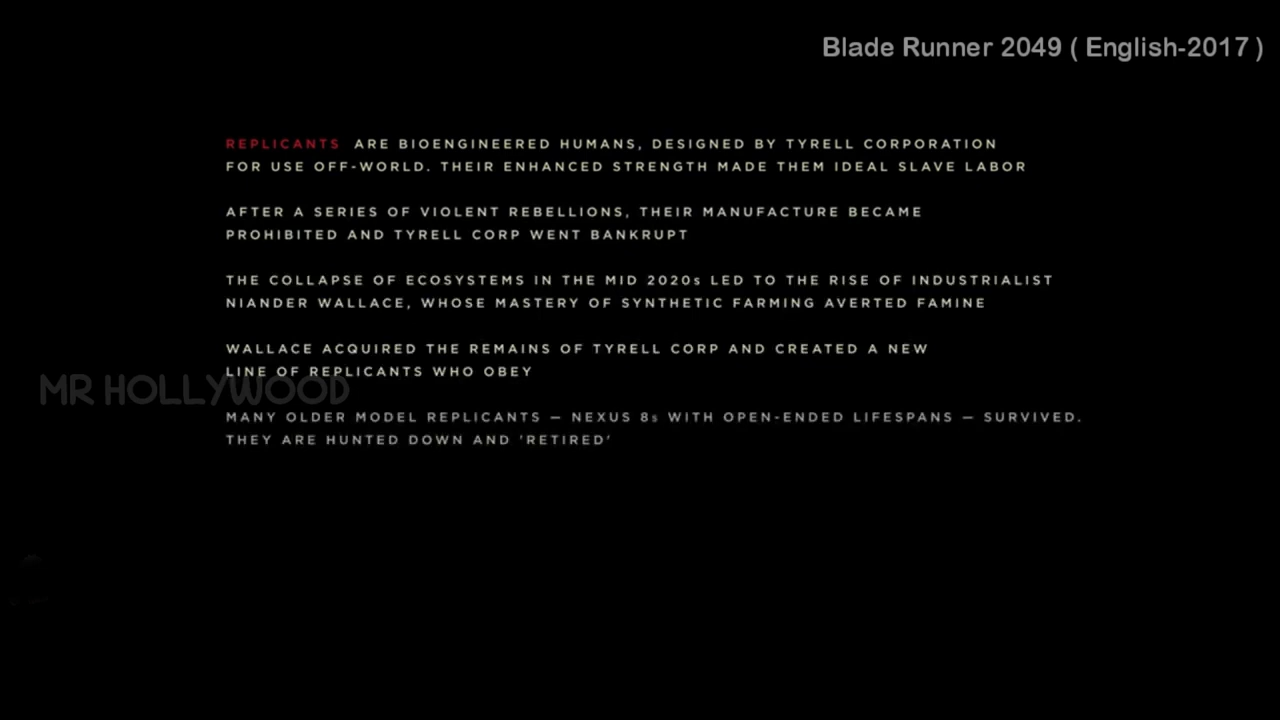 Blade Runner 2049 ( English-2017 )
REPLICANTS ARE BIOENGINEERED HUMANS, DESIGNED BY TYRELL CORPORATION
FOR USE OFF-WORLD. THEIR ENHANCED STRENGTH MADE THEM IDEAL SLAVE LABOR
AFTER A SERIES OF VIOLENT REBELLIONS, THEIR MANUFACTURE BECAME
PROHIBITED AND TYRELL CORP WENT BANKRUPT
THE COLLAPSE OF ECOSYSTEMS IN THE MID 2020s LED TO THE RISE OF INDUSTRIALIST
NIANDER WALLACE, WHOSE MASTERY OF SYNTHETIC FARMING AVERTED FAMINE
WALLACE ACQUIRED THE REMAINS OF TYRELL CORP AND CREATED A NEW
LINE OF REPLICANTS WHO OBEY
MR HOLLYWOOD
MANY OLDER MODEL REPLICANTS — NEXUS 8s WITH OPEN-ENDED LIFESPANS — SURVIVED.
THEY ARE HUNTED DOWN AND 'RETIRED'